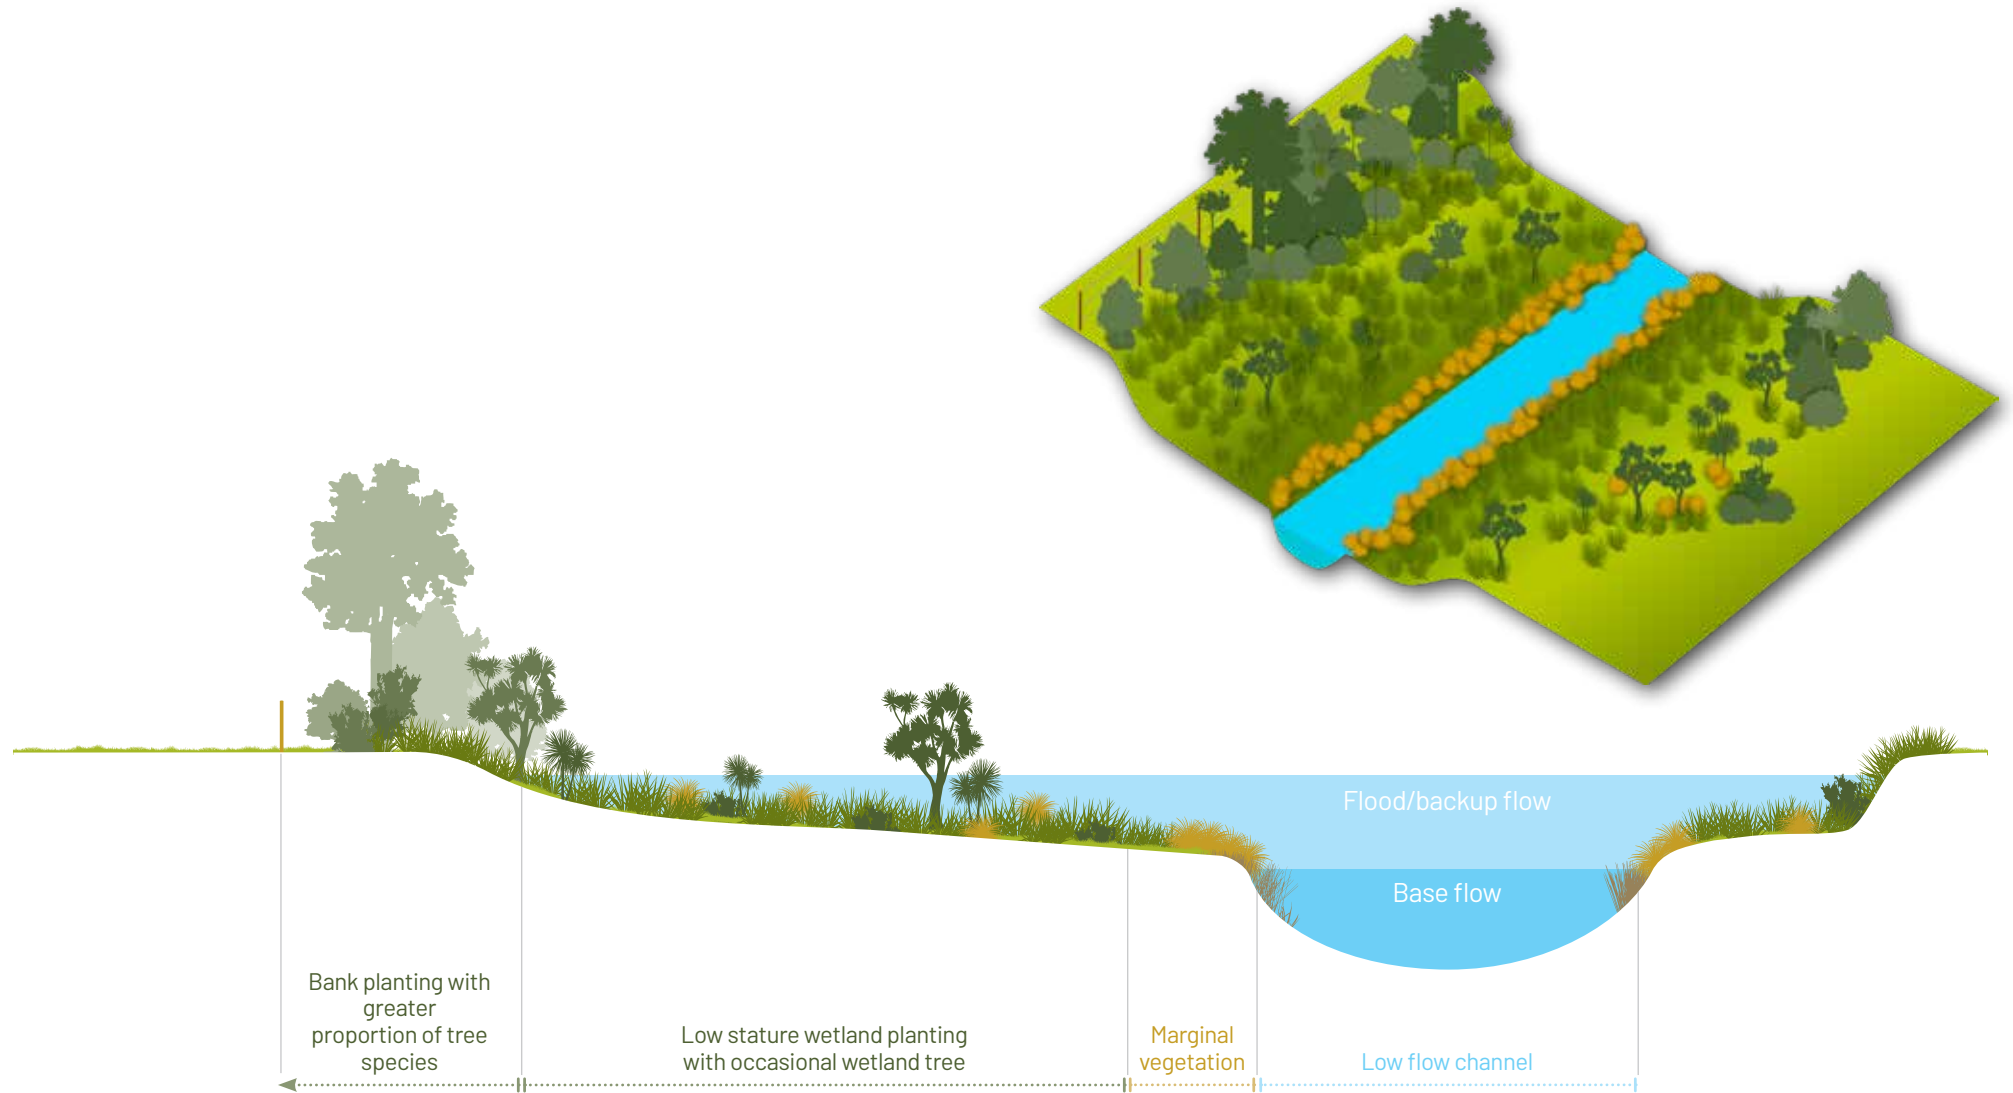 Flood/backup flow
Base flow
Bank planting with
greater
proportion of tree
species
Low stature wetland planting
with occasional wetland tree
Marginal
vegetation
Low flow channel